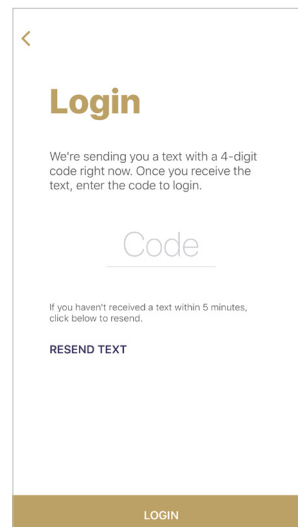 Login
We're sending you a text with a 4-digit
code right now. Once you receive the
text, enter the code to login.
Code
If you haven't received a text within 5 minutes,
click below to resend.
RESEND TEXT
LOGIN